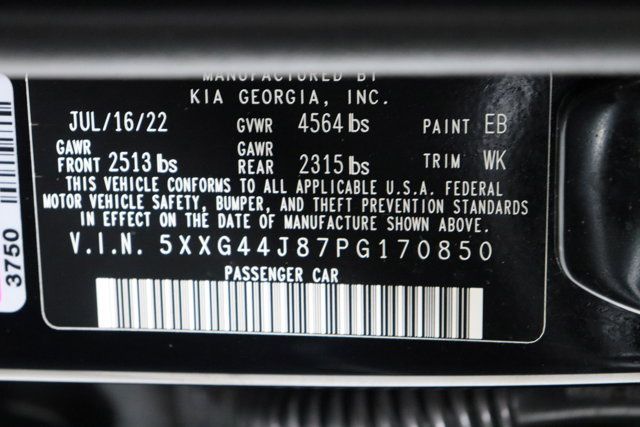 MANUFACTURED BY
KIA GEORGIA, INC.
JUL/16/22 GVWR 4564 lbs PAINT EB
GAWR FRONT 2513 lbs GAWR REAR 2315 lbs TRIM WK
THIS VEHICLE CONFORMS TO ALL APPLICABLE U.S.A. FEDERAL
MOTOR VEHICLE SAFETY, BUMPER, AND THEFT PREVENTION STANDARDS
IN EFFECT ON THE DATE OF MANUFACTURE SHOWN ABOVE.
V.I.N. 5XXG44J87PG170850
PASSENGER CAR
3750